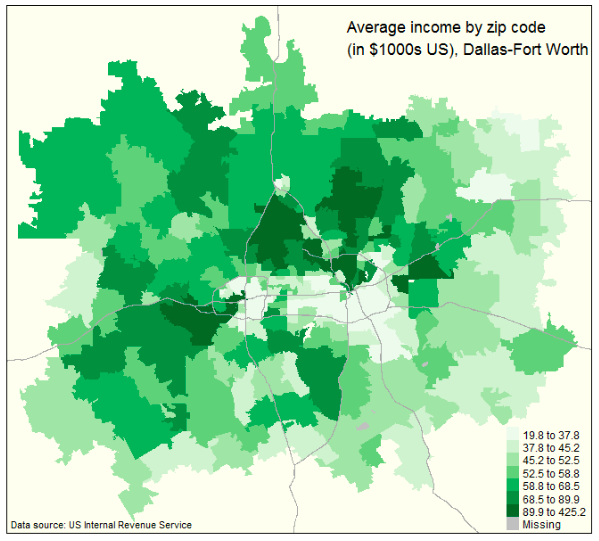 Average income by zip code
(in $1000s US), Dallas-Fort Worth
19.8 to 37.8
37.8 to 45.2
45.2 to 52.5
52.5 to 58.8
58.8 to 68.5
68.5 to 89.9
89.9 to 425.2
Missing
Data source: US Internal Revenue Service